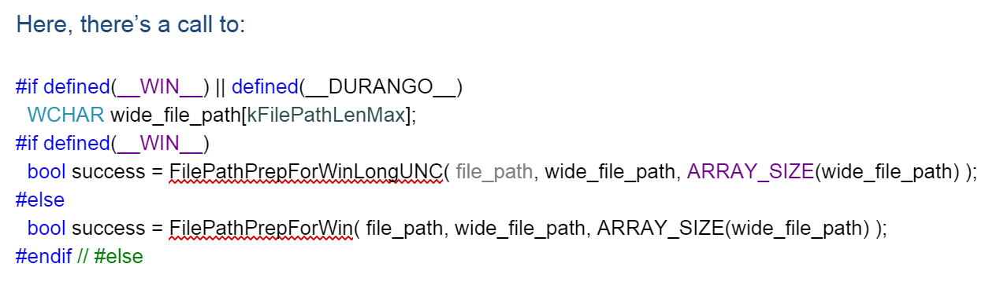 Here, there’s a call to:
#if defined(__WIN__) || defined(__DURANGO__)
WCHAR wide_file_path[kFilePathLenMax];
#if defined(__WIN__)
bool success = FilePathPrepForWinLongUNC( file_path, wide_file_path, ARRAY_SIZE(wide_file_path) );
#else
bool success = FilePathPrepForWin( file_path, wide_file_path, ARRAY_SIZE(wide_file_path) );
#endif // #else